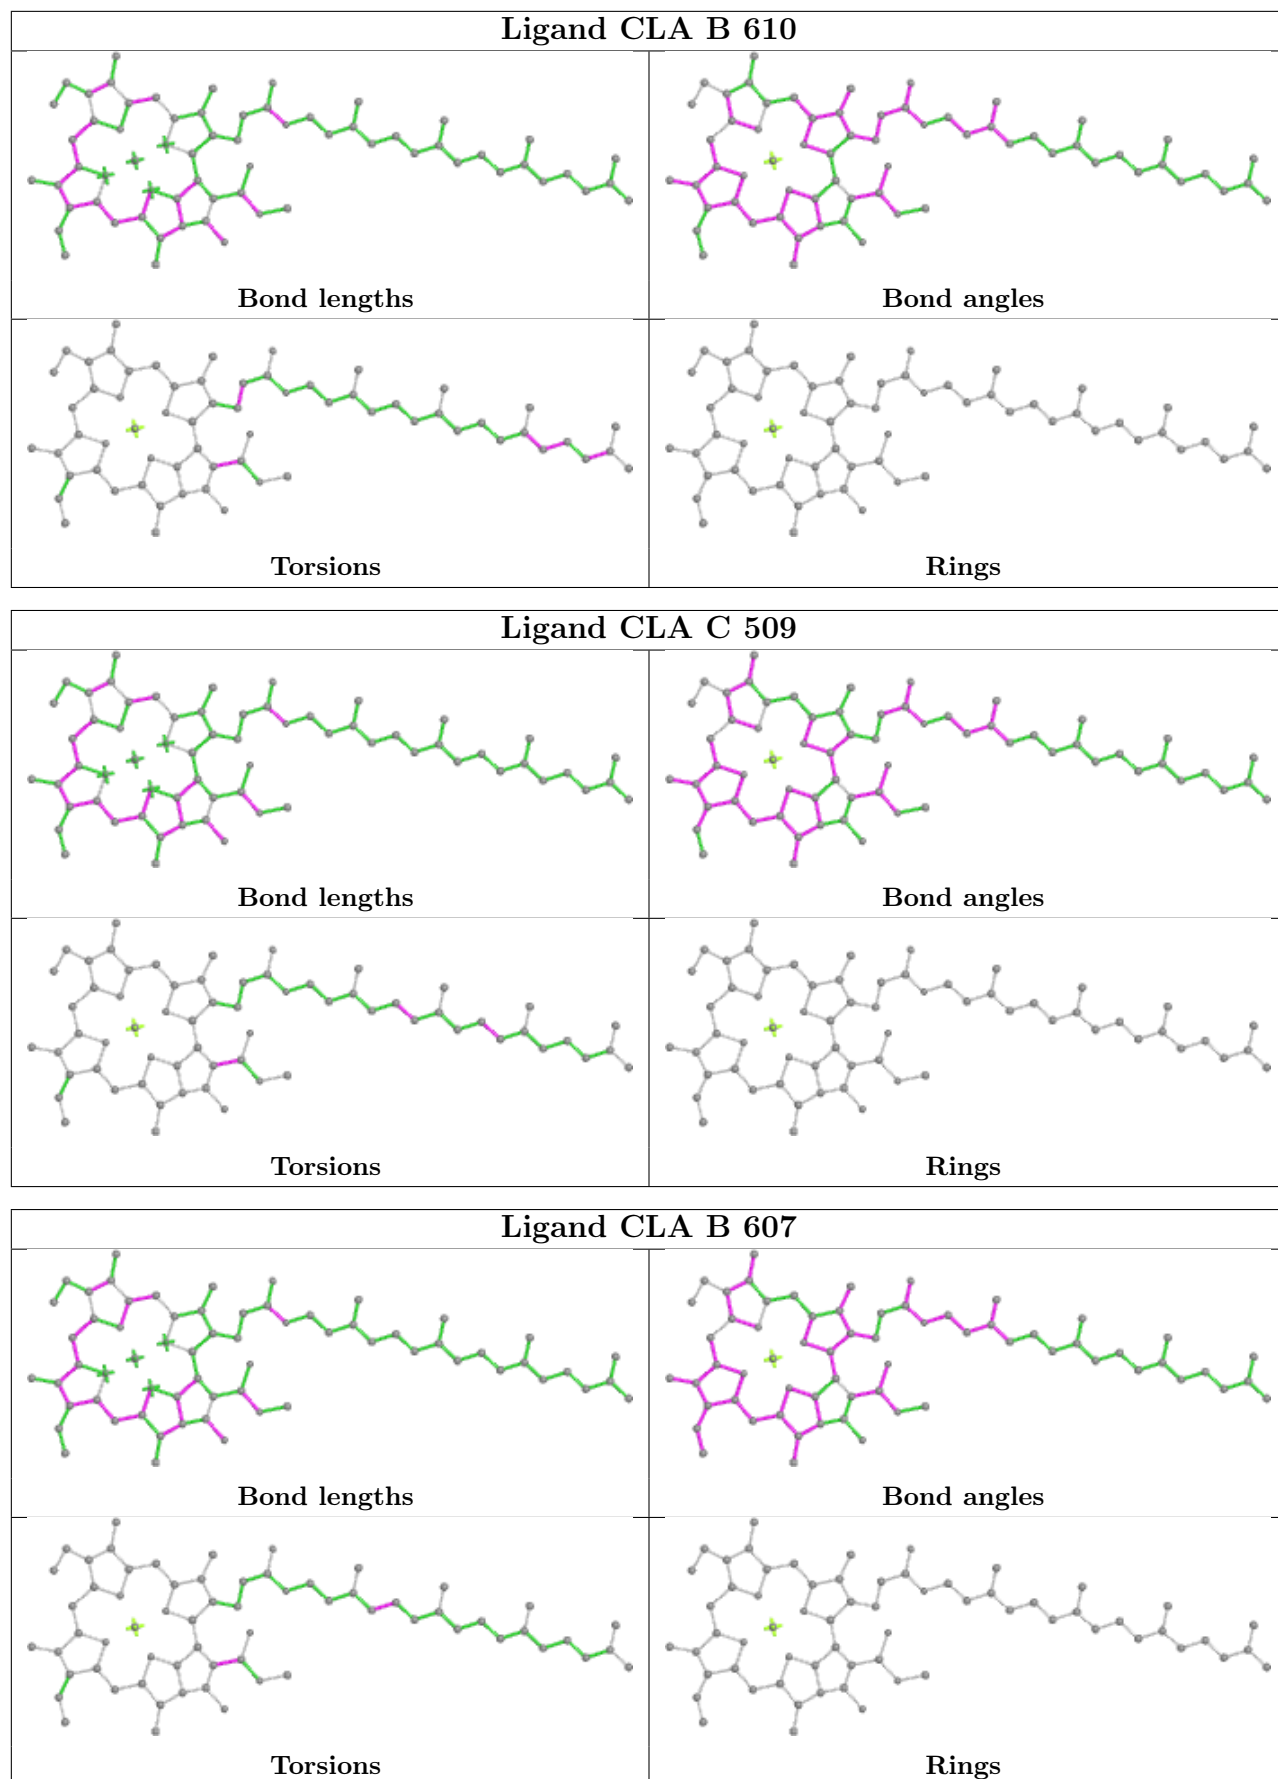 Ligand CLA B 610
Bond lengths
Bond angles
Torsions
Rings
Ligand CLA C 509
Bond lengths
Bond angles
Torsions
Rings
Ligand CLA B 607
Bond lengths
Bond angles
Torsions
Rings